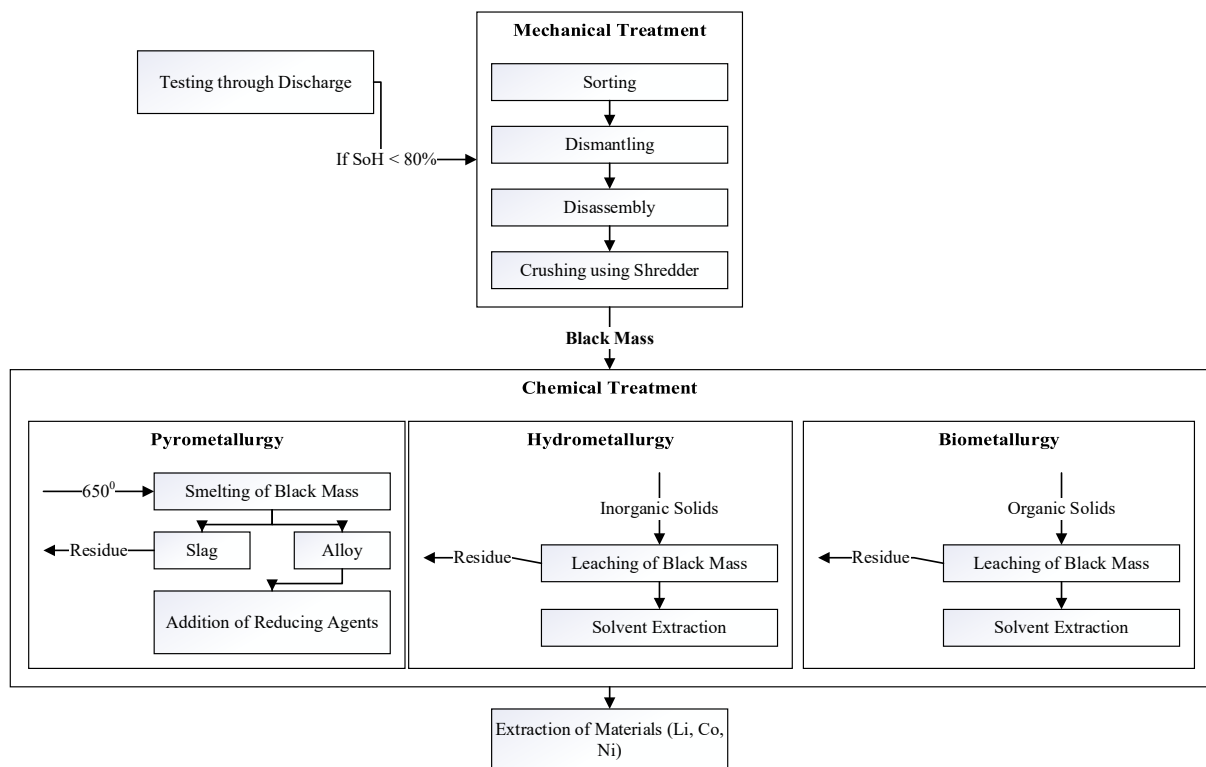 Mechanical Treatment
Testing through Discharge
Sorting
Dismantling
If SoH < 80%
Disassembly
Crushing using Shredder
Black Mass
Chemical Treatment
Pyrometallurgy
650⁰
Smelting of Black Mass
Residue
Slag
Alloy
Addition of Reducing Agents
Hydrometallurgy
Inorganic Solids
Residue
Leaching of Black Mass
Solvent Extraction
Biometallurgy
Organic Solids
Residue
Leaching of Black Mass
Solvent Extraction
Extraction of Materials (Li, Co,
Ni)